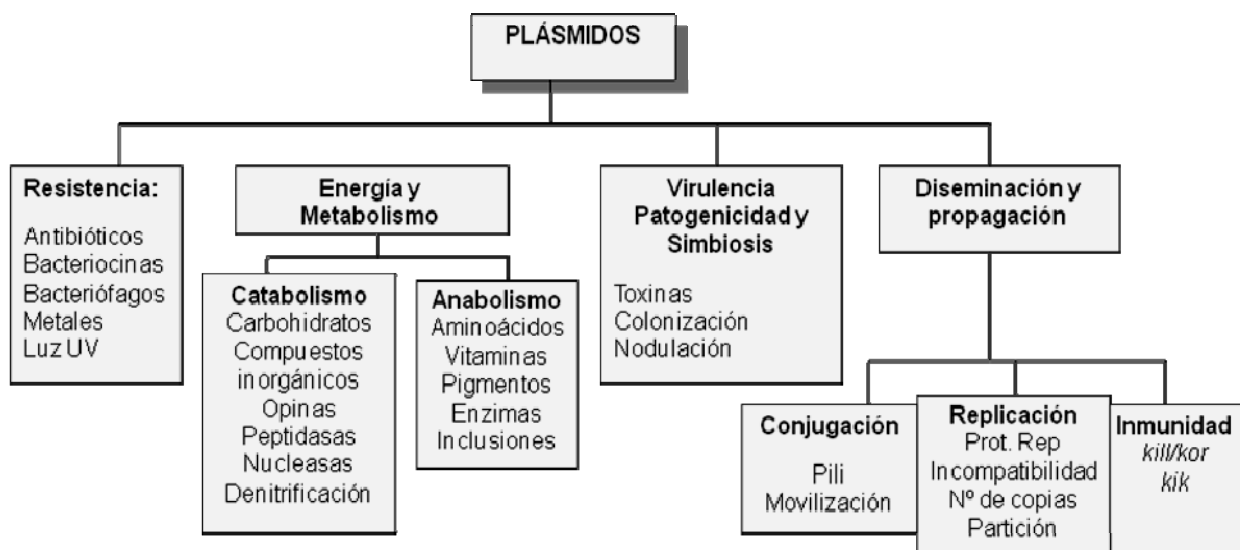 PLÁSMIDOS
Resistencia:
Antibióticos
Bacteriocinas
Bacteriófagos
Metales
Luz UV
Energía y
Metabolismo
Catabolismo
Carbohidratos
Compuestos
inorgánicos
Opinas
Peptidasas
Nucleasas
Denitrificación
Anabolismo
Aminoácidos
Vitaminas
Pigmentos
Enzimas
Inclusiones
Virulencia
Patogenicidad y
Simbiosis
Toxinas
Colonización
Nodulación
Diseminación y
propagación
Conjugación
Pili
Movilización
Replicación
Prot. Rep
Incompatibilidad
Nº de copias
Partición
Inmunidad
kill/kor
kik